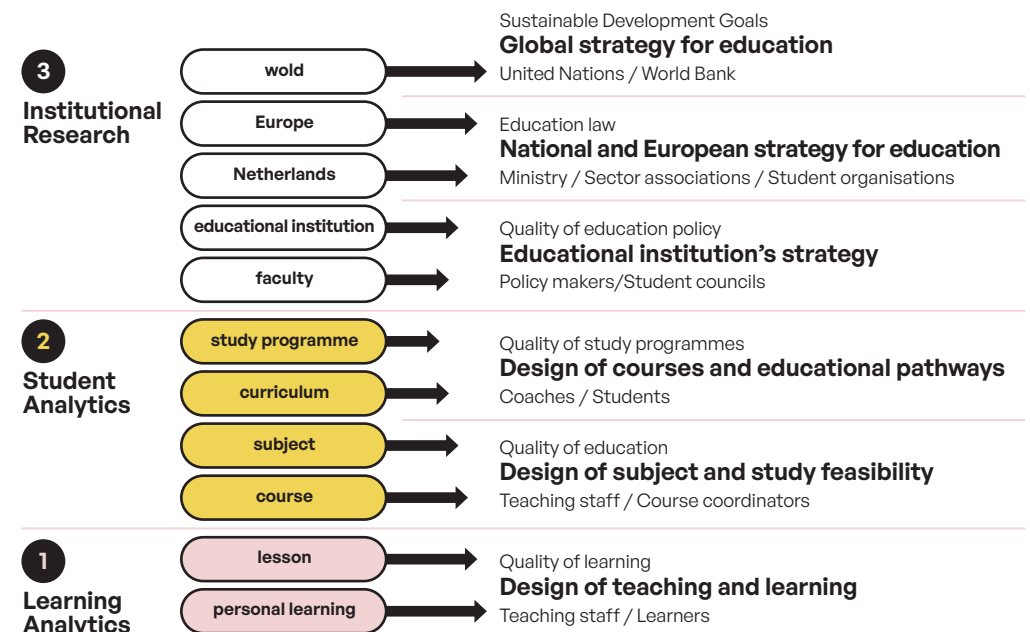 3
Institutional
Research
wold
Sustainable Development Goals
Global strategy for education
United Nations / World Bank
Europe
Netherlands
Education law
National and European strategy for education
Ministry / Sector associations / Student organisations
educational institution
faculty
Quality of education policy
Educational institution’s strategy
Policy makers/Student councils
2
Student
Analytics
study programme
curriculum
Quality of study programmes
Design of courses and educational pathways
Coaches / Students
subject
course
Quality of education
Design of subject and study feasibility
Teaching staff / Course coordinators
1
Learning
Analytics
lesson
personal learning
Quality of learning
Design of teaching and learning
Teaching staff / Learners